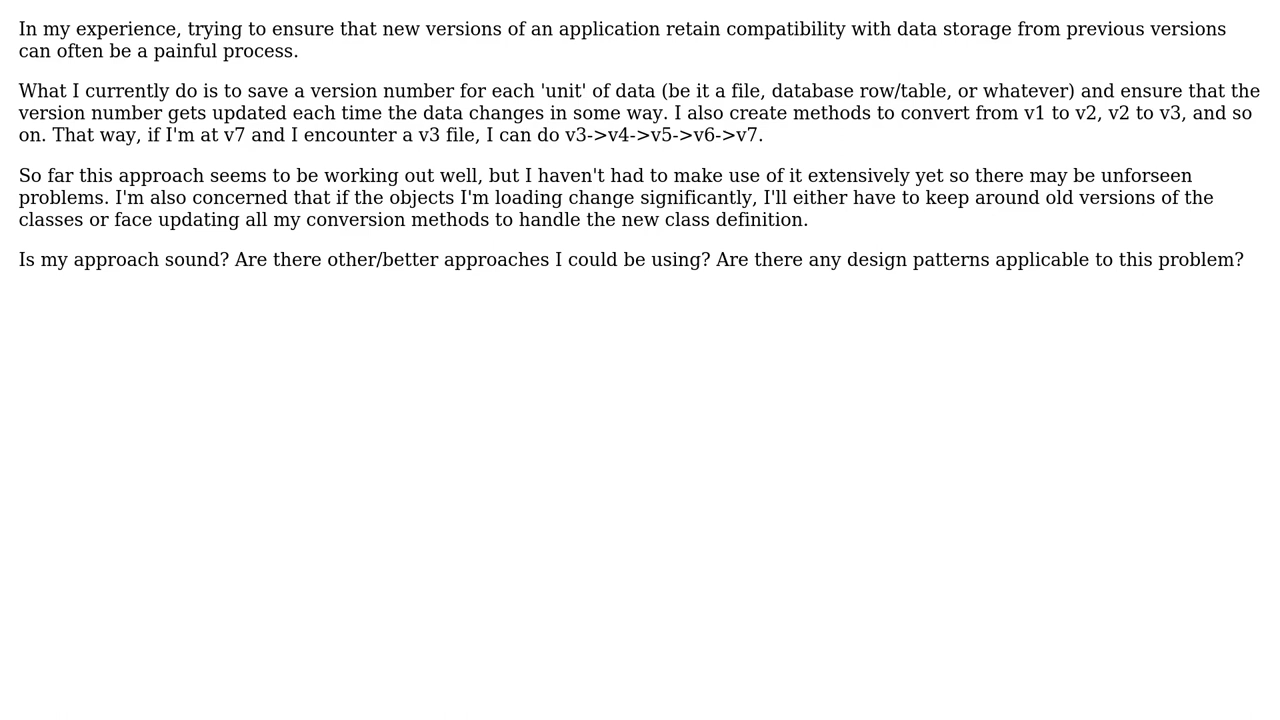 In my experience, trying to ensure that new versions of an application retain compatibility with data storage from previous versions
can often be a painful process.
What I currently do is to save a version number for each 'unit' of data (be it a file, database row/table, or whatever) and ensure that the
version number gets updated each time the data changes in some way. I also create methods to convert from v1 to v2, v2 to v3, and so
on. That way, if I'm at v7 and I encounter a v3 file, I can do v3->v4->v5->v6->v7.
So far this approach seems to be working out well, but I haven't had to make use of it extensively yet so there may be unforseen
problems. I'm also concerned that if the objects I'm loading change significantly, I'll either have to keep around old versions of the
classes or face updating all my conversion methods to handle the new class definition.
Is my approach sound? Are there other/better approaches I could be using? Are there any design patterns applicable to this problem?